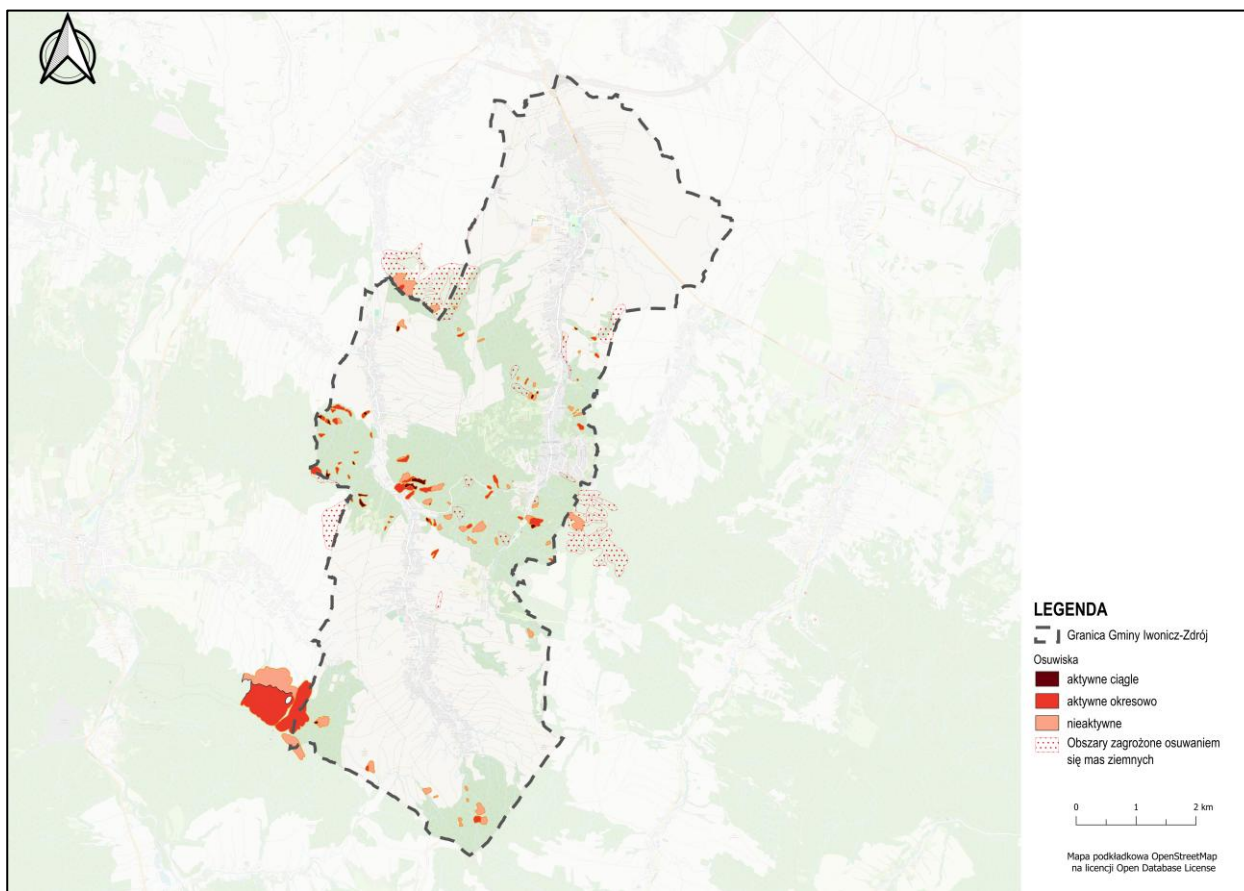 LEGENDA
Granica Gminy Iwonicz-Zdrój
Osuwiska
aktywne ciągle
aktywne okresowo
nieaktywne
Obszary zagrożone osuwaniem
się mas ziemnych
0 1 2 km
Mapa podkładkowa OpenStreetMap
na licencji Open Database License